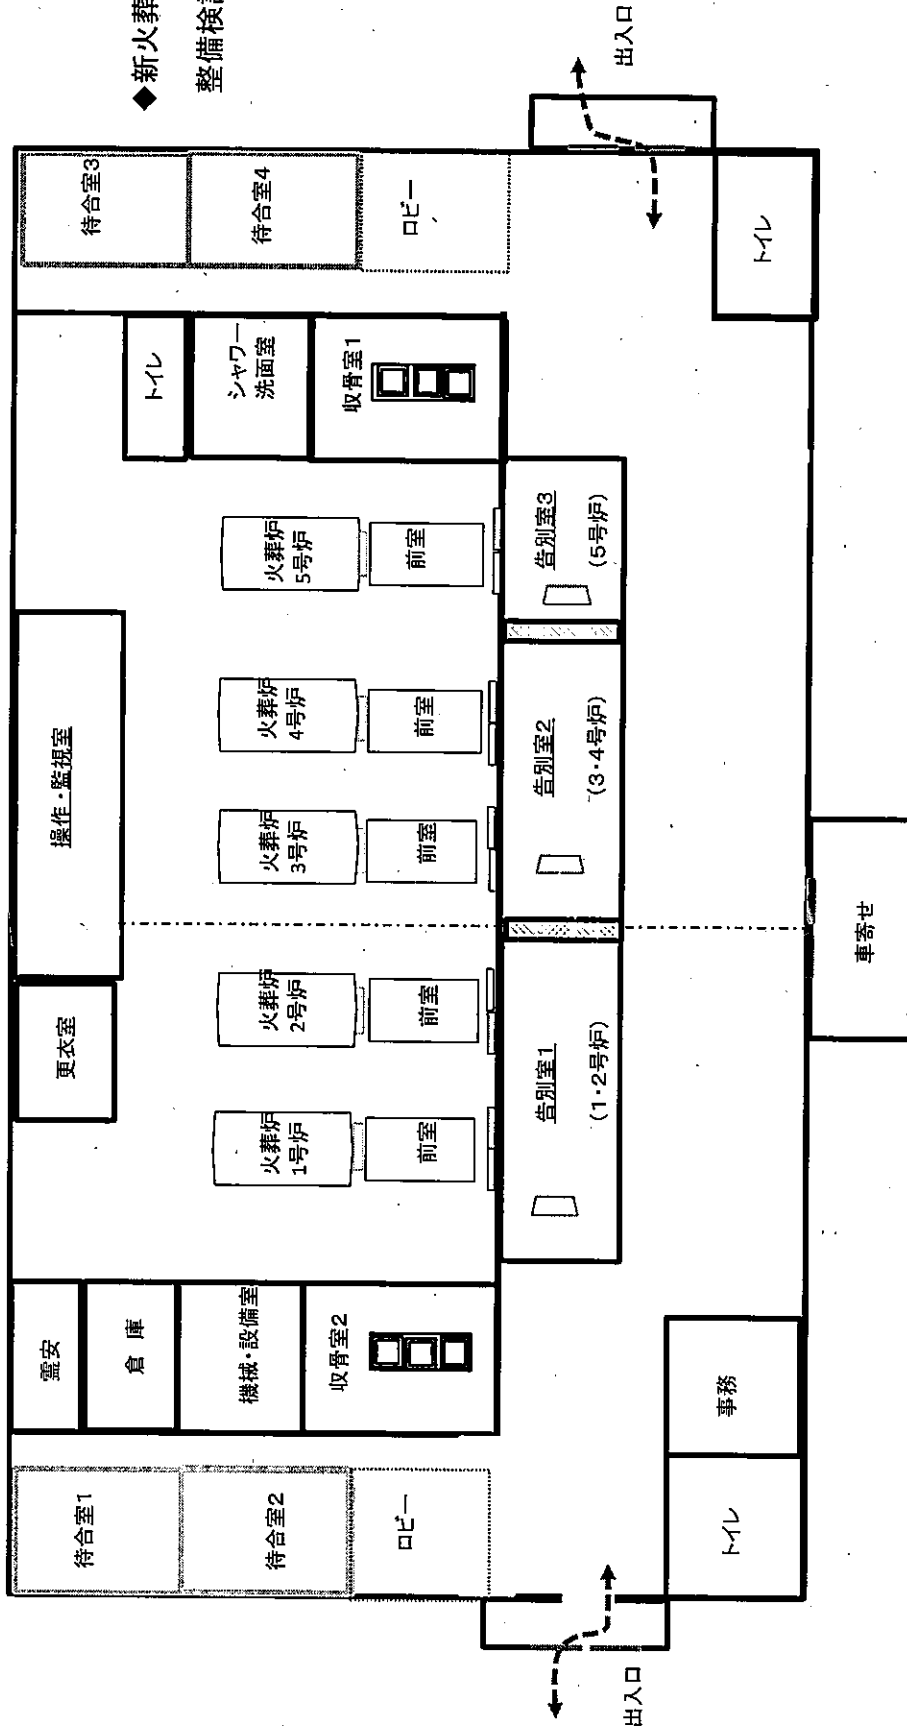 ◆新火葬
整備検
待合室1
霊安
更衣室
操作・監視室
待合室3
倉 庫
トイレ
待合室2
機械・設備室
火葬炉
1号炉
火葬炉
2号炉
火葬炉
3号炉
火葬炉
4号炉
火葬炉
5号炉
シャワー
洗面室
待合室4
ロビー
収骨室2
前室
前室
前室
前室
前室
収骨室1
ロビー
告別室1
(1・2号炉)
告別室2
(3・4号炉)
告別室3
(5号炉)
出入口
出入口
トイレ
事務
トイレ
車寄せ